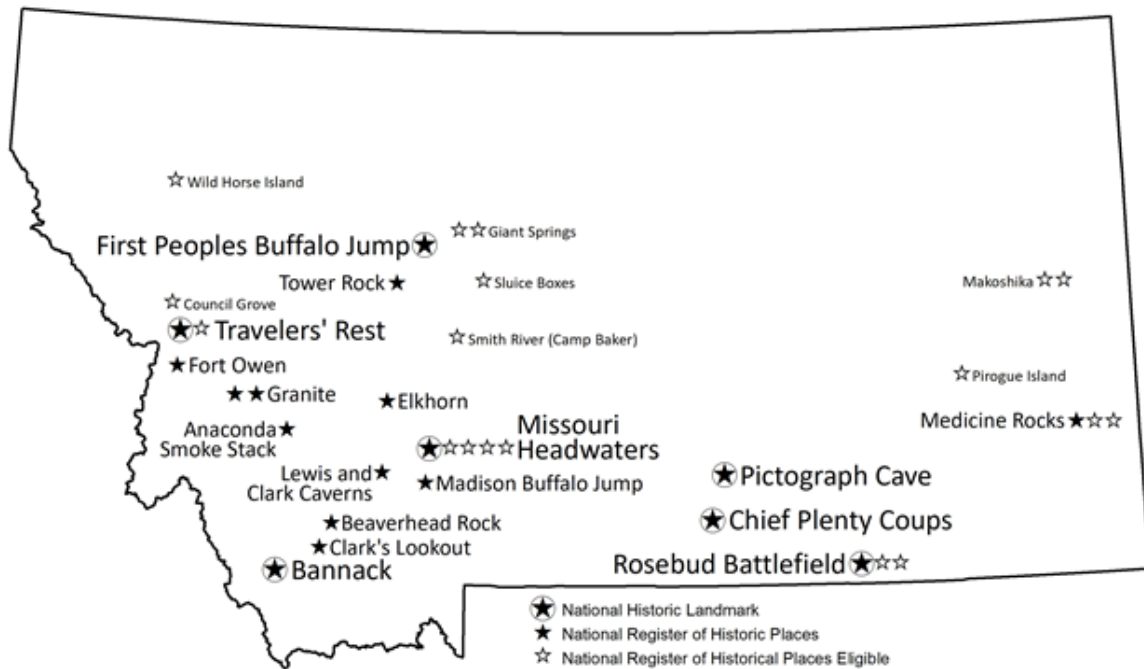 Wild Horse Island
Giant Springs
First Peoples Buffalo Jump
Tower Rock
Sluice Boxes
Makoshika
Council Grove
Travelers' Rest
Smith River (Camp Baker)
Fort Owen
Pirogue Island
Granite
Elkhorn
Medicine Rocks
Anaconda
Smoke Stack
Missouri
Headwaters
Lewis and
Clark Caverns
Madison Buffalo Jump
Pictograph Cave
Beaverhead Rock
Chief Plenty Coups
Clark's Lookout
Bannack
Rosebud Battlefield
National Historic Landmark
National Register of Historic Places
National Register of Historical Places Eligible